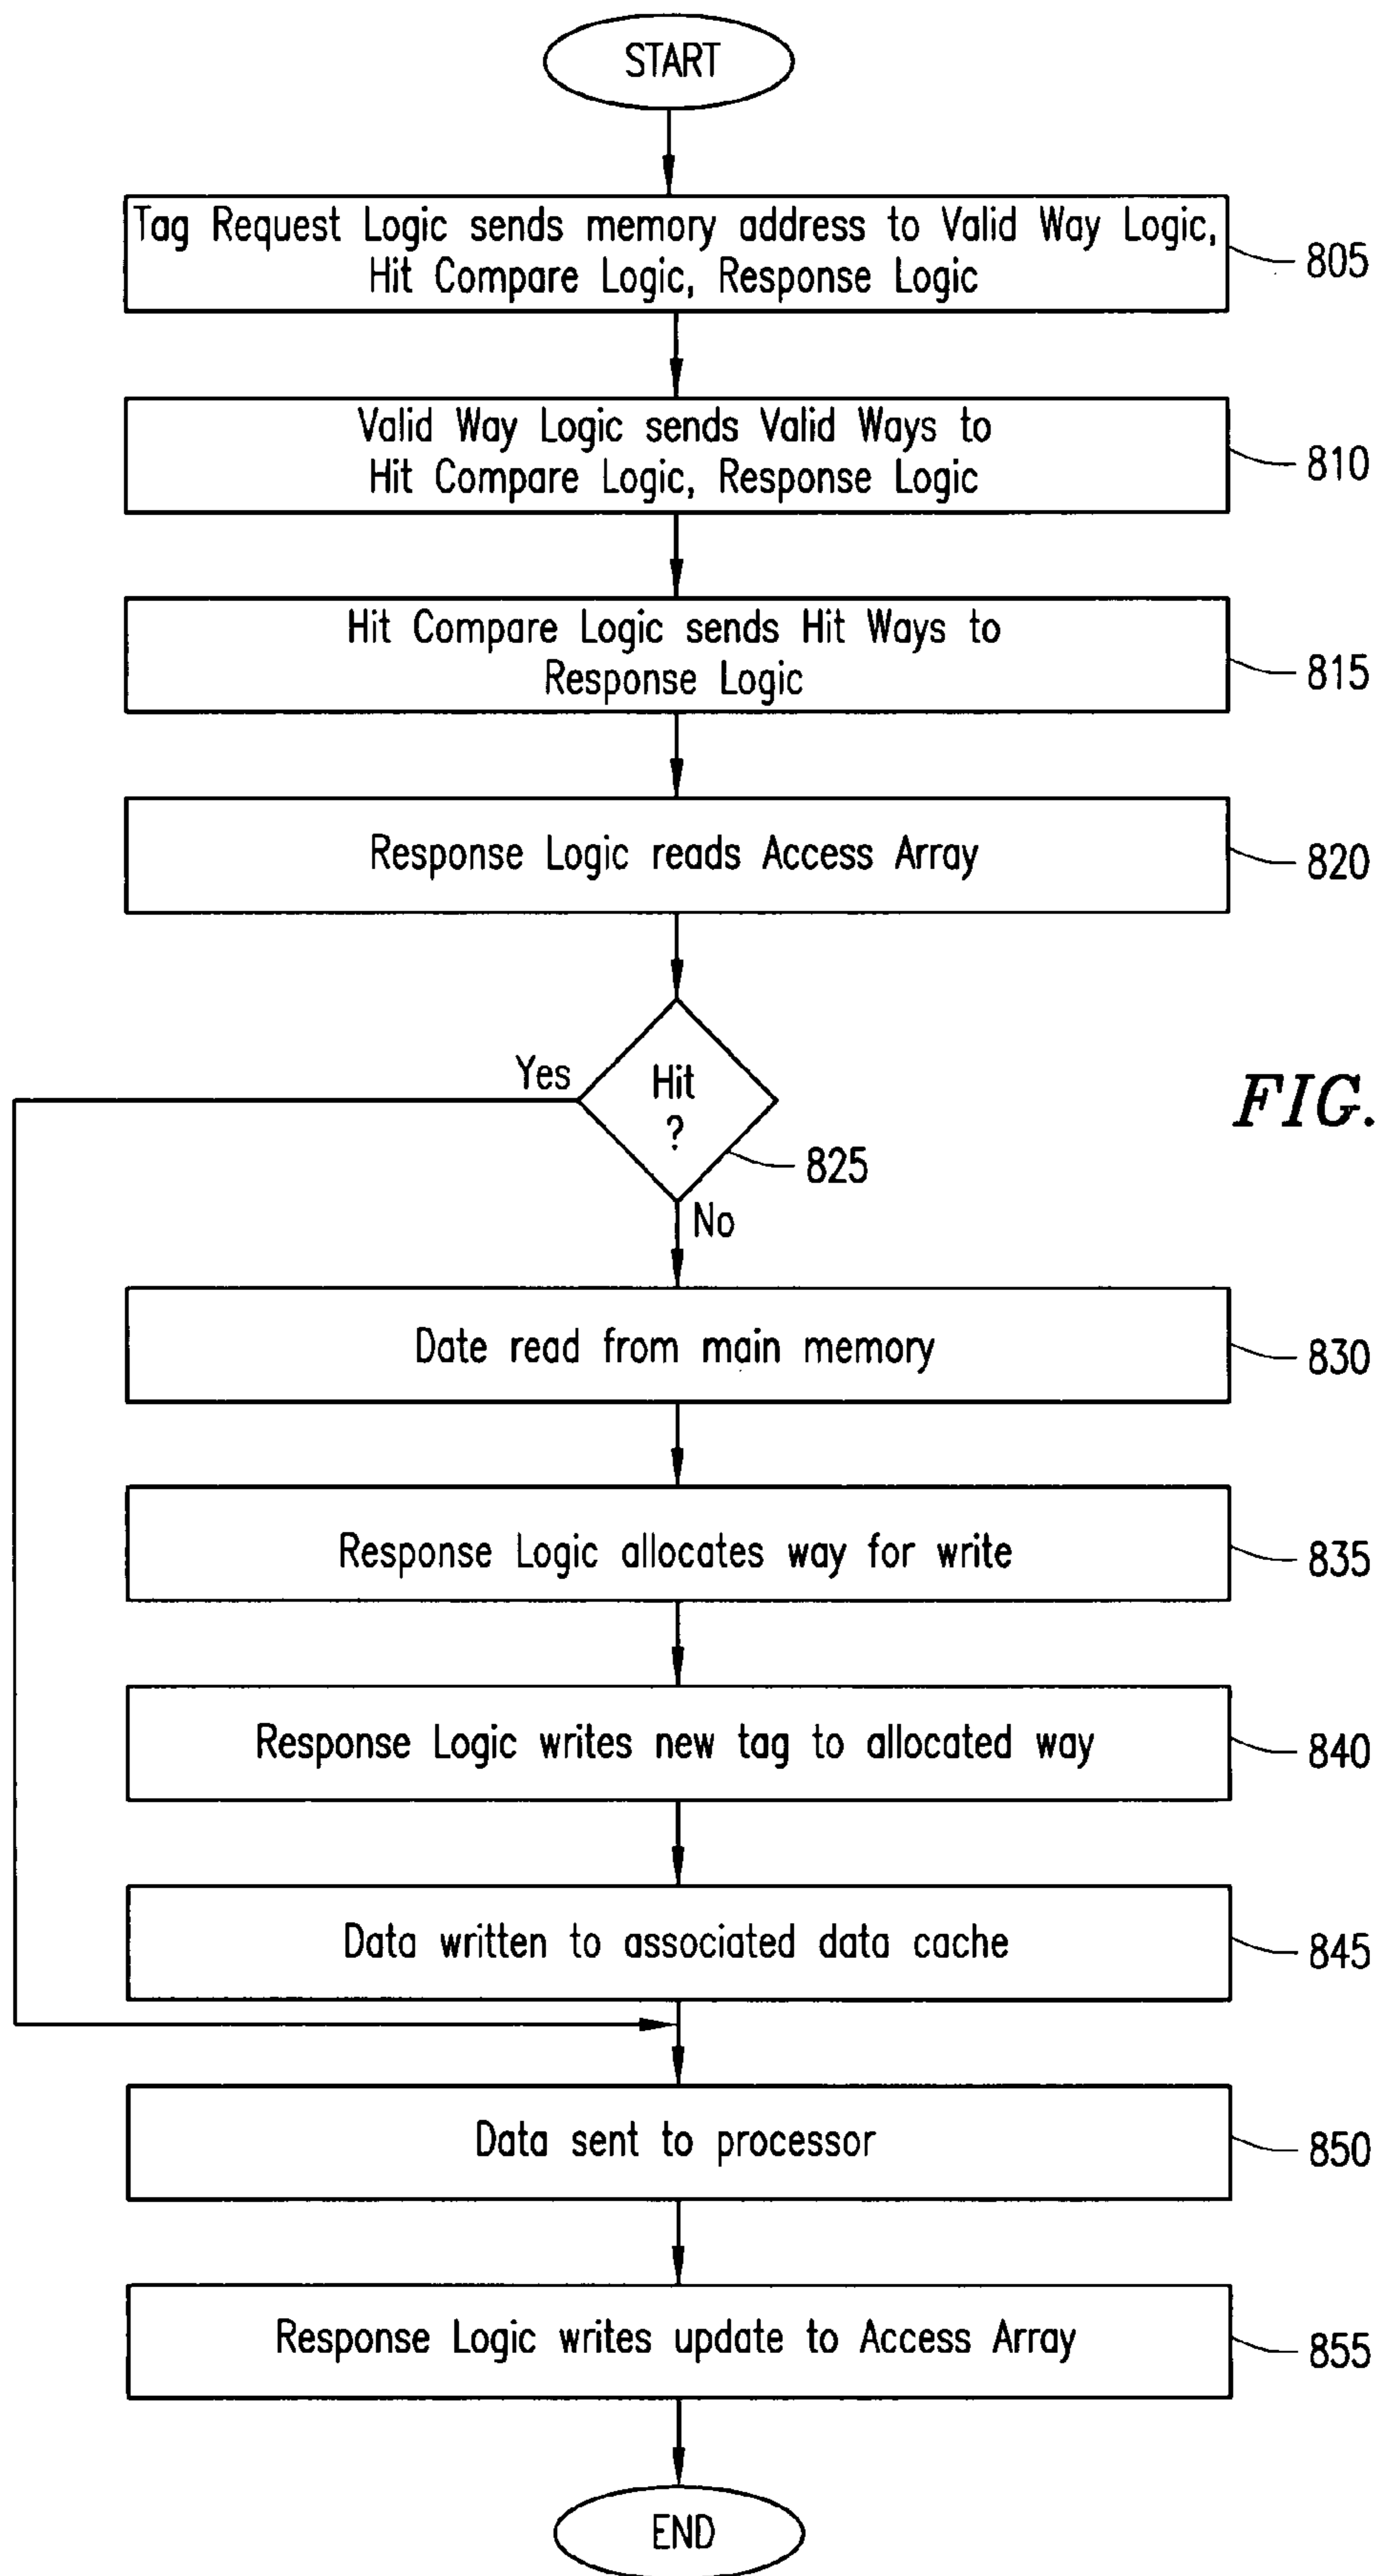 START
Tag Request Logic sends memory address to Valid Way Logic,
Hit Compare Logic, Response Logic
805
Valid Way Logic sends Valid Ways to
Hit Compare Logic, Response Logic
810
Hit Compare Logic sends Hit Ways to
Response Logic
815
Response Logic reads Access Array
820
Yes
Hit
?
825
FIG.
No
Date read from main memory
830
Response Logic allocates way for write
835
Response Logic writes new tag to allocated way
840
Data written to associated data cache
845
Data sent to processor
850
Response Logic writes update to Access Array
855
END